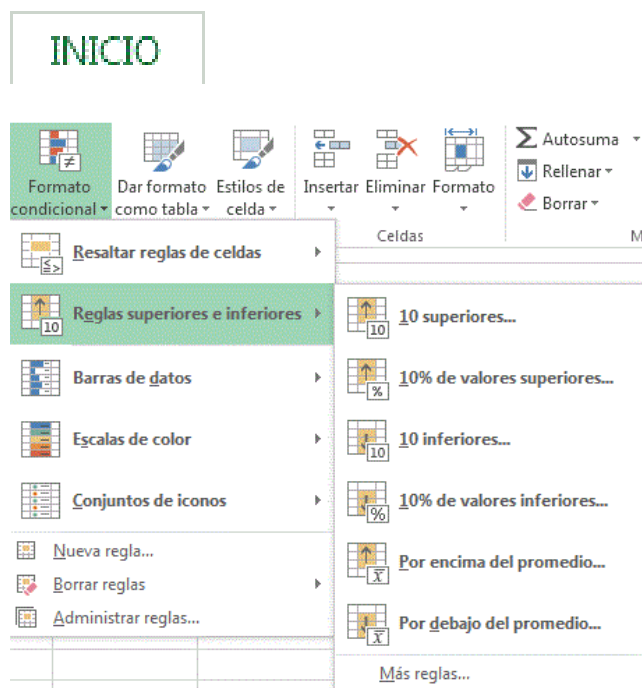 INICIO
Formato condicional
Dar formato como tabla
Estilos de celda
Insertar Eliminar Formato
Celdas
Σ Autosuma
Rellenar
Borrar
M
Resaltar reglas de celdas
Reglas superiores e inferiores
Barras de datos
Escalas de color
Conjuntos de iconos
Nueva regla...
Borrar reglas
Administrar reglas...
10 superiores...
10% de valores superiores...
10 inferiores...
10% de valores inferiores...
Por encima del promedio...
Por debajo del promedio...
Más reglas...